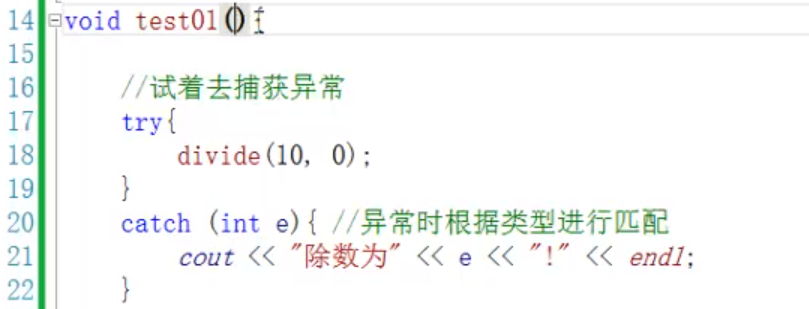 14 void test01(){
15
16 //试着去捕获异常
17 try{
18 divide(10, 0);
19 }
20 catch (int e){ //异常时根据类型进行匹配
21 cout << "除数为" << e << "!" << endl;
22 }